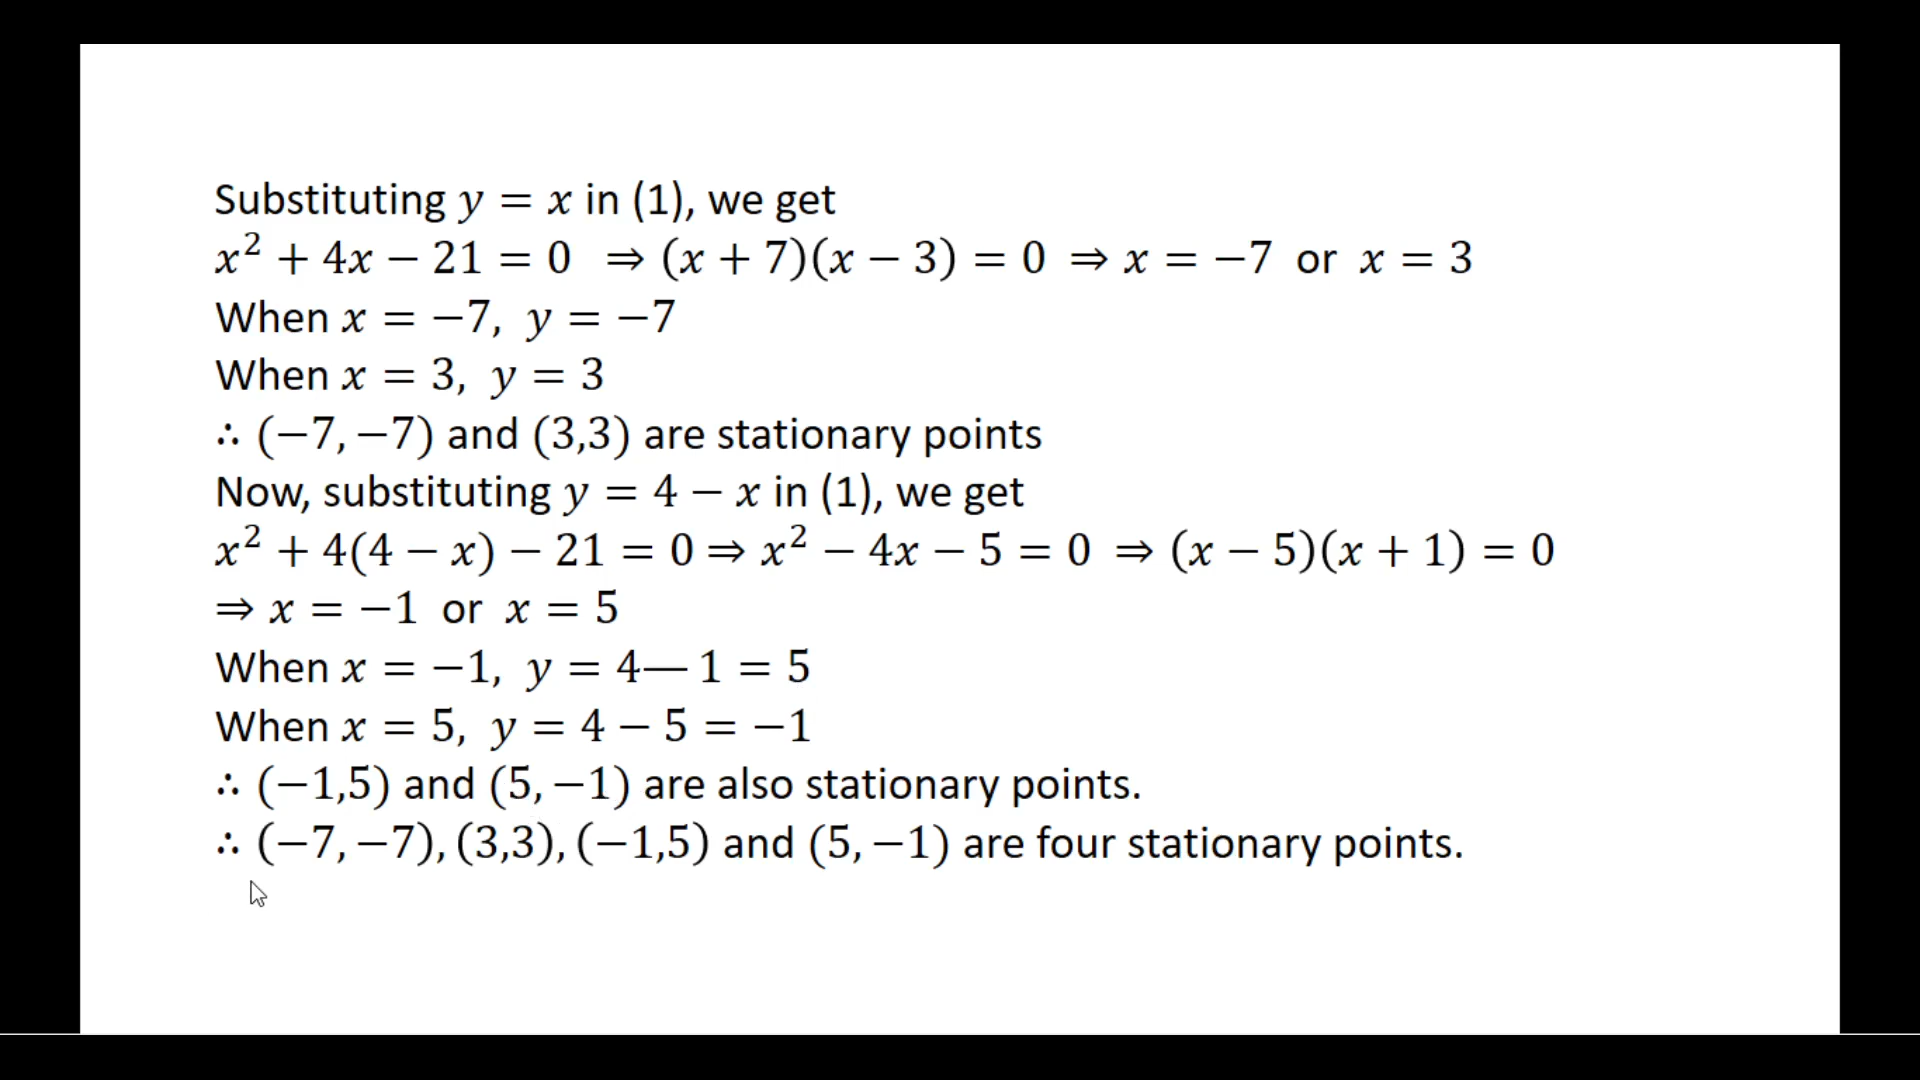 Substituting y = x in (1), we get
x² + 4x − 21 = 0 ⇒ (x + 7)(x − 3) = 0 ⇒ x = −7 or x = 3
When x = −7, y = −7
When x = 3, y = 3
∴ (−7, −7) and (3,3) are stationary points
Now, substituting y = 4 − x in (1), we get
x² + 4(4 − x) − 21 = 0 ⇒ x² − 4x − 5 = 0 ⇒ (x − 5)(x + 1) = 0
⇒ x = −1 or x = 5
When x = −1, y = 4— 1 = 5
When x = 5, y = 4 − 5 = −1
∴ (−1,5) and (5, −1) are also stationary points.
∴ (−7, −7), (3,3), (−1,5) and (5, −1) are four stationary points.